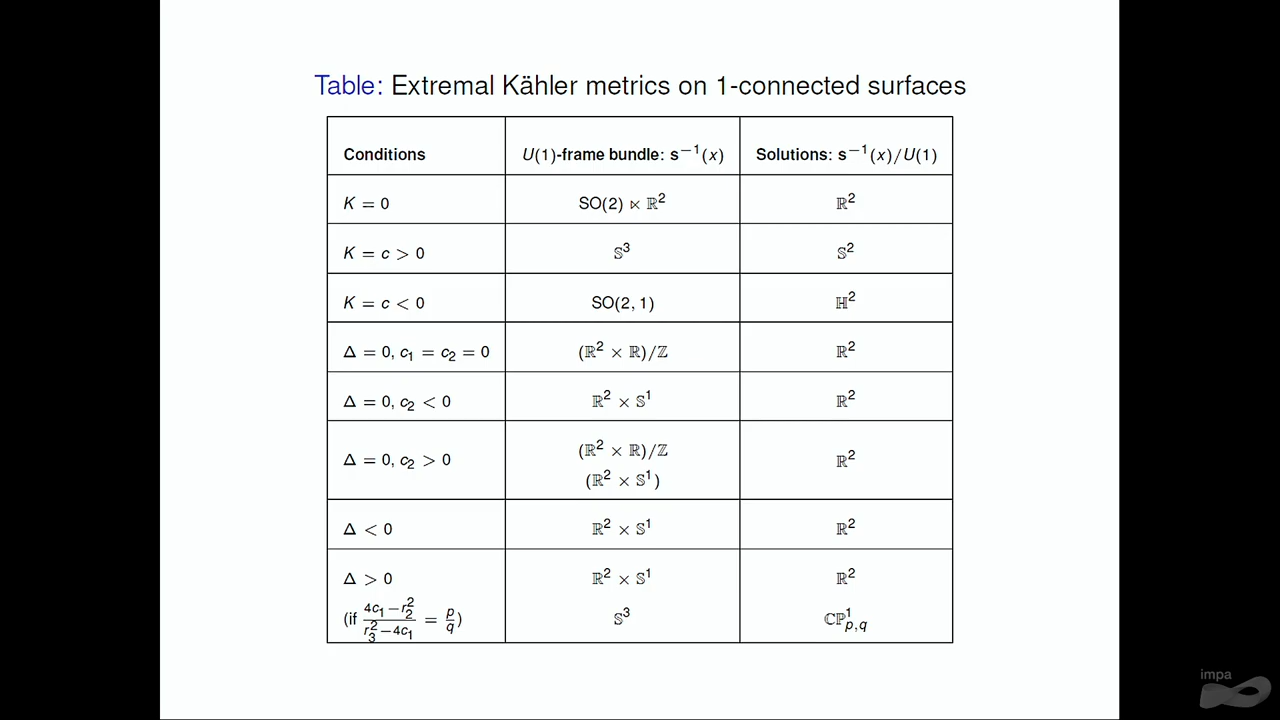 Table: Extremal Kähler metrics on 1-connected surfaces
Conditions U(1)-frame bundle: s⁻¹(x) Solutions: s⁻¹(x)/U(1)
K = 0 SO(2) ⋉ ℝ² ℝ²
K = c > 0 𝕊³ 𝕊²
K = c < 0 SO(2, 1) ℍ²
Δ = 0, c₁ = c₂ = 0 (ℝ² × ℝ)/ℤ ℝ²
Δ = 0, c₂ < 0 ℝ² × 𝕊¹ ℝ²
Δ = 0, c₂ > 0 (ℝ² × ℝ)/ℤ ℝ²
(ℝ² × 𝕊¹)
Δ < 0 ℝ² × 𝕊¹ ℝ²
Δ > 0 ℝ² × 𝕊¹ ℝ²
(if (4c₁−r₂²)/(r₃²−4c₁) = p/q) 𝕊³ ℂℙ¹p,q
impa